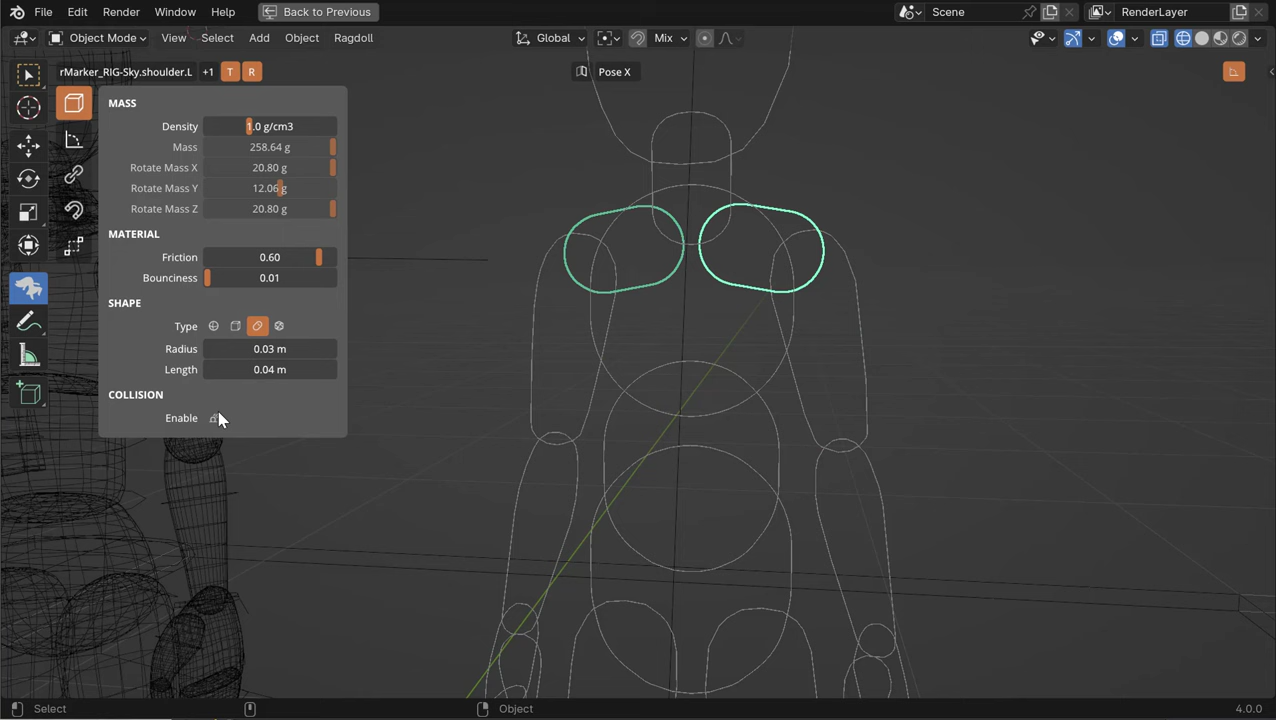 File Edit Render Window Help Back to Previous Scene RenderLayer
Object Mode View Select Add Object Ragdoll Global Mix
rMarker_RIG-Sky.shoulder.L +1 T R Pose X
MASS
Density 1.0 g/cm3
Mass 258.64 g
Rotate Mass X 20.80 g
Rotate Mass Y 12.06 g
Rotate Mass Z 20.80 g
MATERIAL
Friction 0.60
Bounciness 0.01
SHAPE
Type
Radius 0.03 m
Length 0.04 m
COLLISION
Enable
Select Object 4.0.0